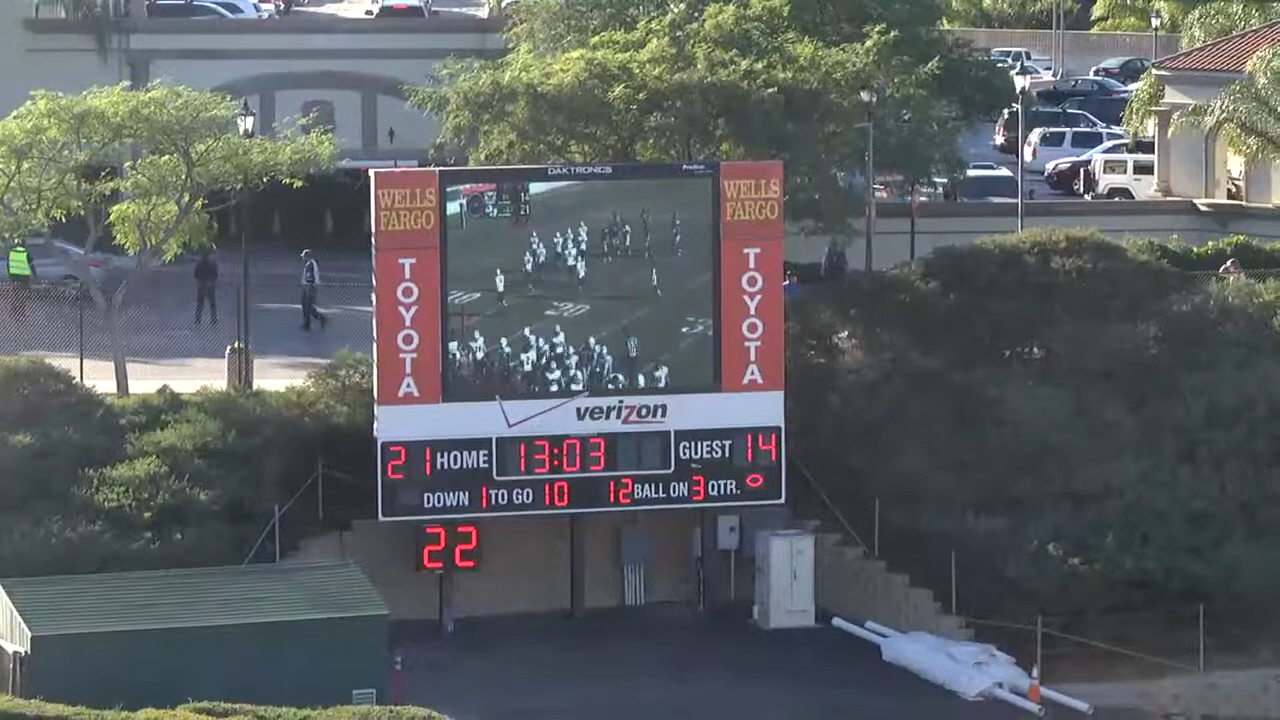 DAKTRONICS
WELLS FARGO
WELLS FARGO
TOYOTA
TOYOTA
20
verizon
21 HOME 13:03 GUEST 14
DOWN 1 TO GO 10 12 BALL ON 3 QTR.
22